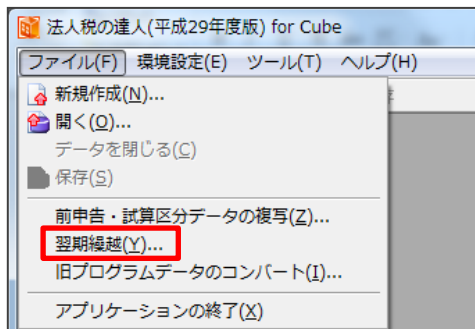 法人税の達人(平成29年度版) for Cube
ファイル(F) 環境設定(E) ツール(T) ヘルプ(H)
新規作成(N)...
開く(O)...
データを閉じる(C)
保存(S)
前申告・試算区分データの複写(Z)...
翌期繰越(Y)...
旧プログラムデータのコンバート(I)...
アプリケーションの終了(X)